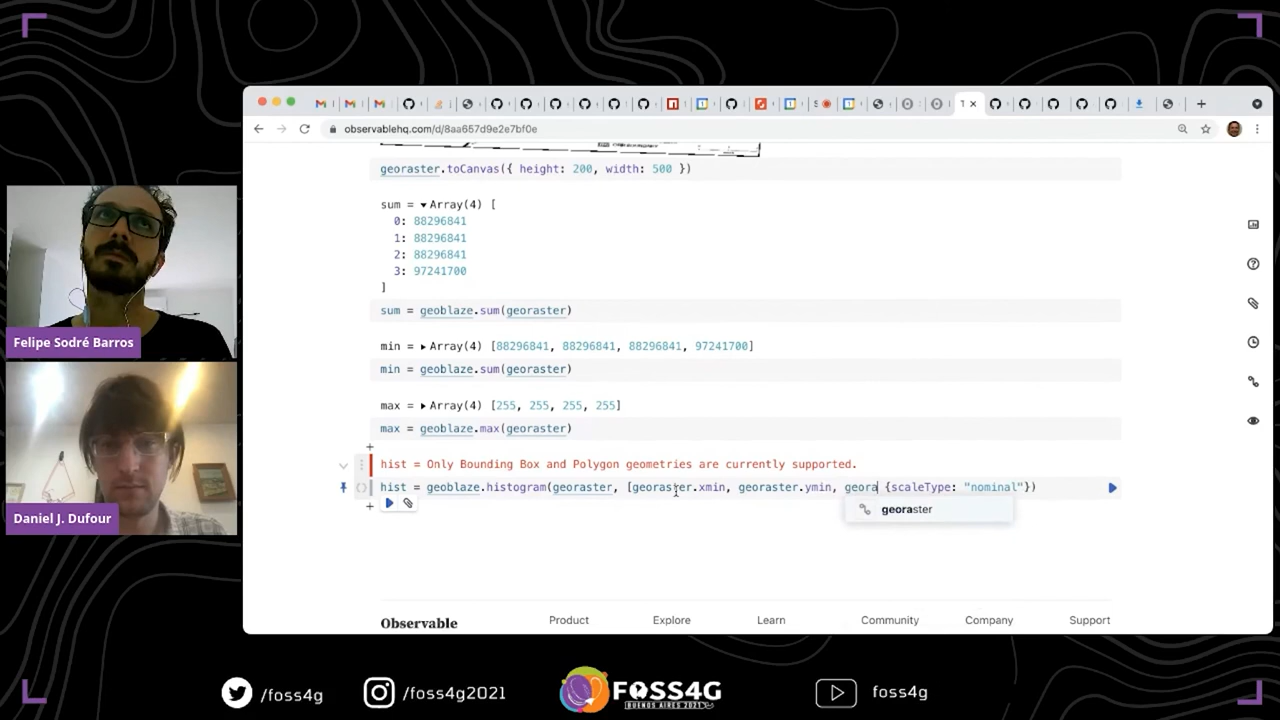 observablehq.com/d/8aa657d9e2e7bf0e
georaster.toCanvas({ height: 200, width: 500 })
sum = ▼Array(4) [
0: 88296841
1: 88296841
2: 88296841
3: 97241700
]
sum = geoblaze.sum(georaster)
min = ▶Array(4) [88296841, 88296841, 88296841, 97241700]
min = geoblaze.sum(georaster)
max = ▶Array(4) [255, 255, 255, 255]
max = geoblaze.max(georaster)
hist = Only Bounding Box and Polygon geometries are currently supported.
hist = geoblaze.histogram(georaster, [georaster.xmin, georaster.ymin, geora {scaleType: "nominal"})
georaster
Observable Product Explore Learn Community Company Support
Felipe Sodré Barros
Daniel J. Dufour
/foss4g /foss4g2021 FOSS4G foss4g
BUENOS AIRES 2021